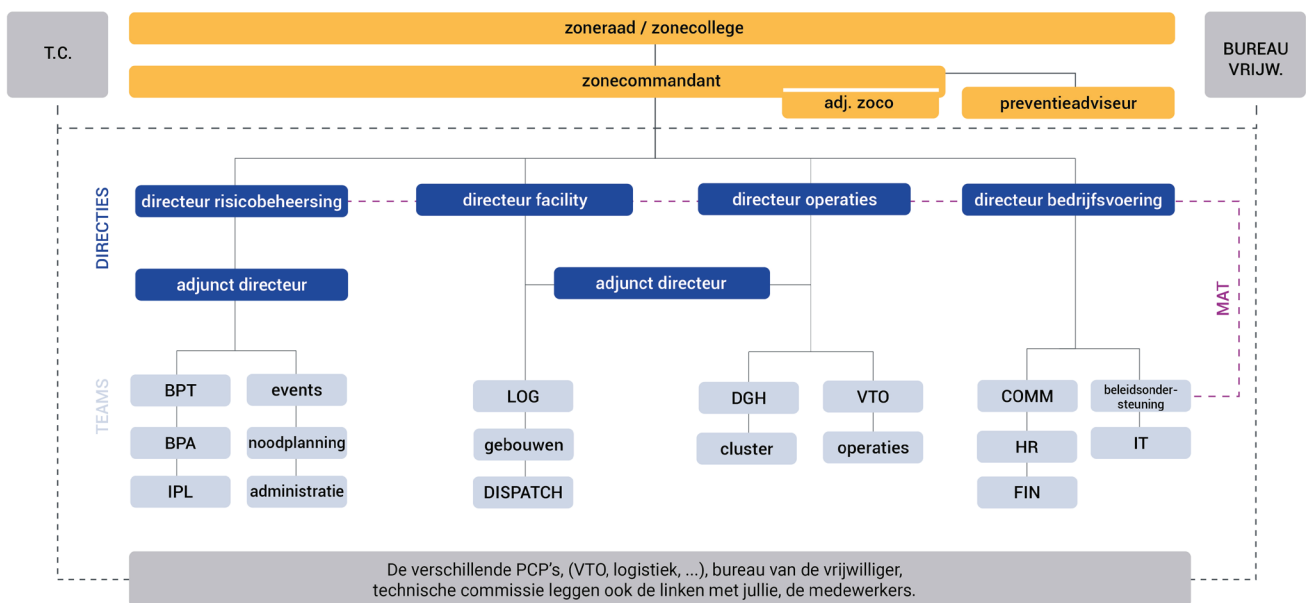 T.C.
zoneraad / zonecollege
BUREAU
VRIJW.
zonecommandant
adj. zoco
preventieadviseur
DIRECTIES
directeur risicobeheersing
directeur facility
directeur operaties
directeur bedrijfsvoering
adjunct directeur
adjunct directeur
MAT
TEAMS
BPT
events
LOG
DGH
VTO
COMM
beleidsonder-
steuning
BPA
noodplanning
gebouwen
cluster
operaties
HR
IT
IPL
administratie
DISPATCH
FIN
De verschillende PCP's, (VTO, logistiek, ...), bureau van de vrijwilliger,
technische commissie leggen ook de linken met jullie, de medewerkers.